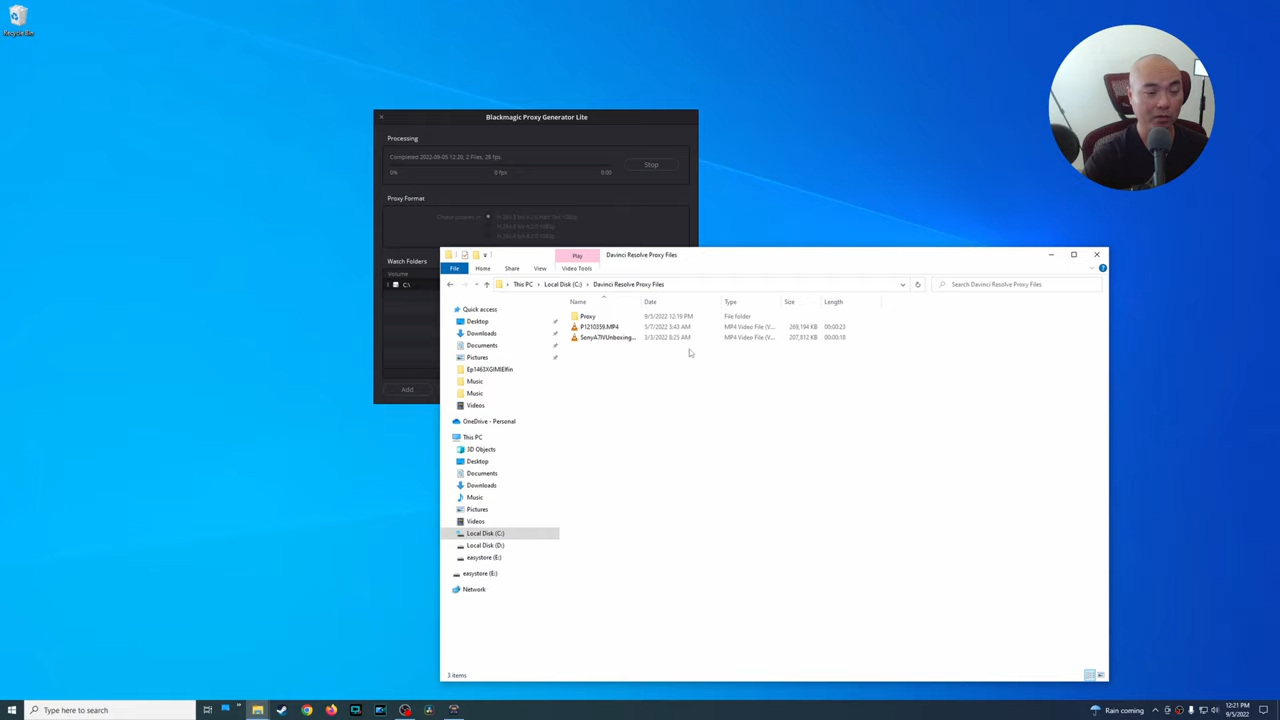 Recycle Bin
Blackmagic Proxy Generator Lite
Processing
Completed 2022-09-05 12:20, 2 Files, 28 fps,
Stop
0%
0 fps
0:00
Proxy Format
Watch Folders
Volume
C:\
Add
Play
Davinci Resolve Proxy Files
File
Home
Share
View
Video Tools
This PC
Local Disk (C:)
Davinci Resolve Proxy Files
Search Davinci Resolve Proxy Files
Name
Date
Type
Size
Length
Proxy
9/5/2022 12:19 PM
File folder
P1210359.MP4
5/7/2022 3:43 AM
MP4 Video File (V...
269,194 KB
00:00:23
SonyA7IVUnboxing...
3/3/2022 8:25 AM
MP4 Video File (V...
207,812 KB
00:00:18
Quick access
Desktop
Downloads
Documents
Pictures
Ep1463XGIMIElfin
Music
Music
Videos
OneDrive - Personal
This PC
3D Objects
Desktop
Documents
Downloads
Music
Pictures
Videos
Local Disk (C:)
Local Disk (D:)
easystore (E:)
easystore (E:)
Network
3 items
Type here to search
Rain coming
12:21 PM
9/5/2022